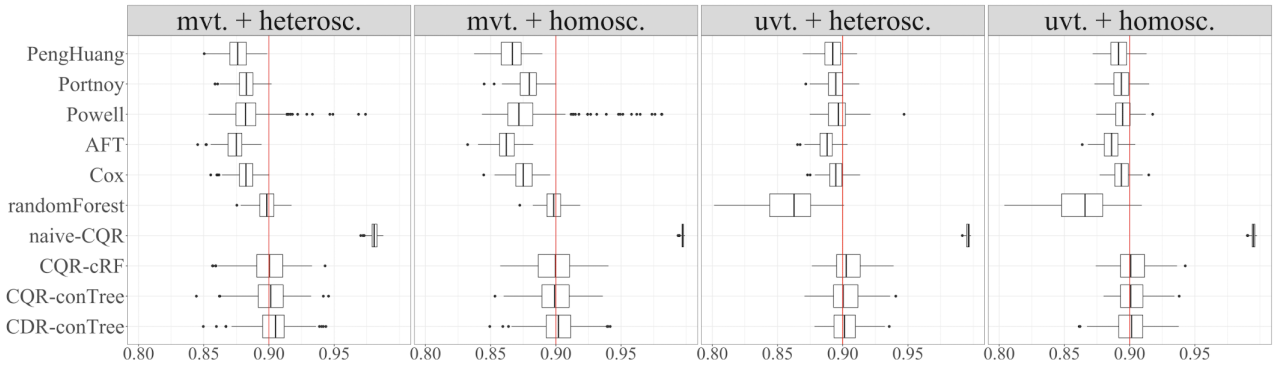 mvt. + heterosc. mvt. + homosc. uvt. + heterosc. uvt. + homosc.
PengHuang
Portnoy
Powell
AFT
Cox
randomForest
naive-CQR
CQR-cRF
CQR-conTree
CDR-conTree
0.80 0.85 0.90 0.95 0.80 0.85 0.90 0.95 0.80 0.85 0.90 0.95 0.80 0.85 0.90 0.95